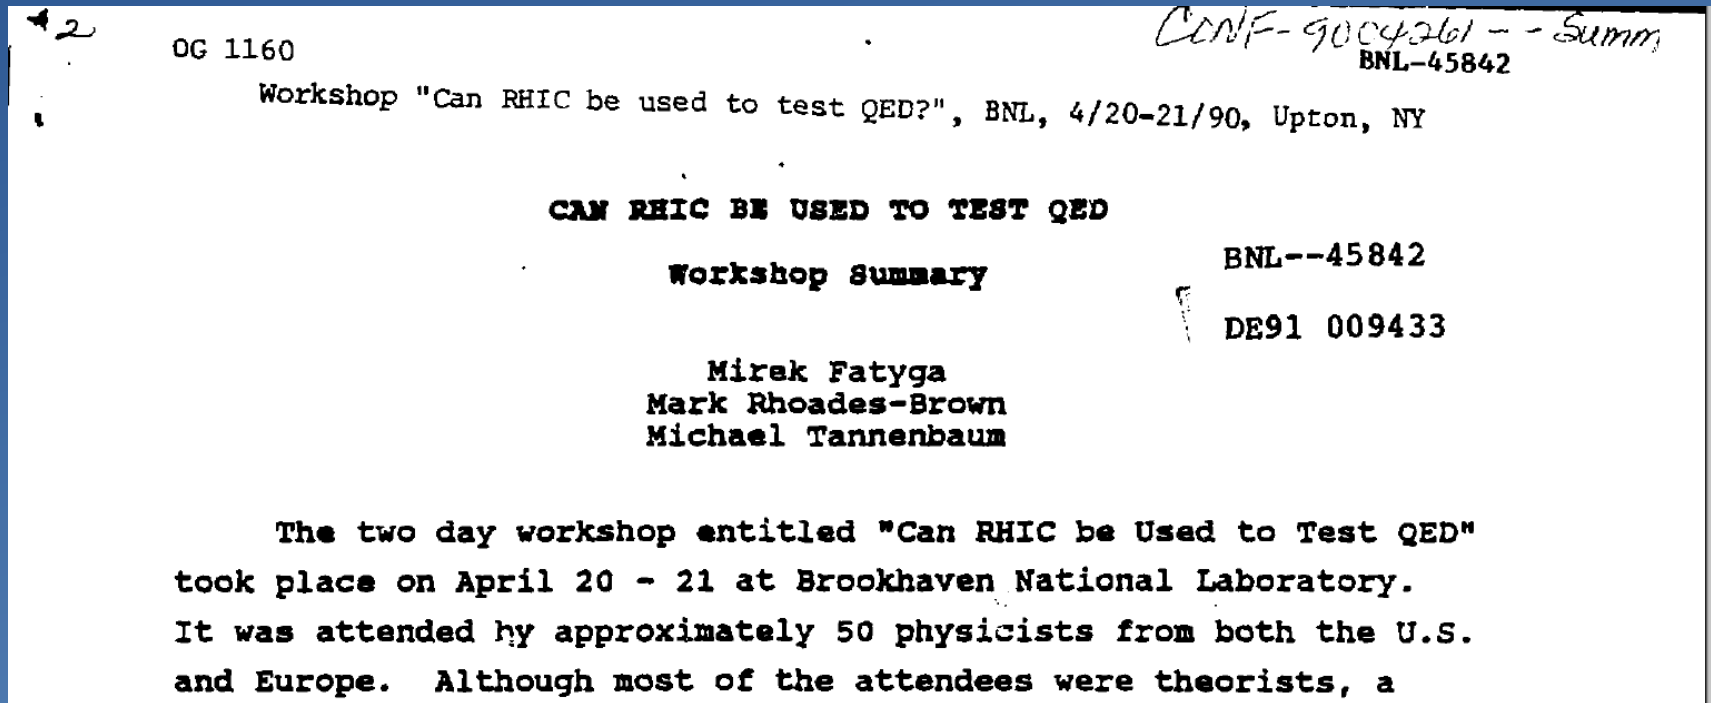 2
CONF-9004261--Summ
OG 1160
BNL-45842
Workshop "Can RHIC be used to test QED?", BNL, 4/20-21/90, Upton, NY
CAN RHIC BE USED TO TEST QED
BNL--45842
Workshop Summary
DE91 009433
Mirek Fatyga
Mark Rhoades-Brown
Michael Tannenbaum
The two day workshop entitled "Can RHIC be Used to Test QED"
took place on April 20 - 21 at Brookhaven National Laboratory.
It was attended by approximately 50 physicists from both the U.S.
and Europe. Although most of the attendees were theorists, a